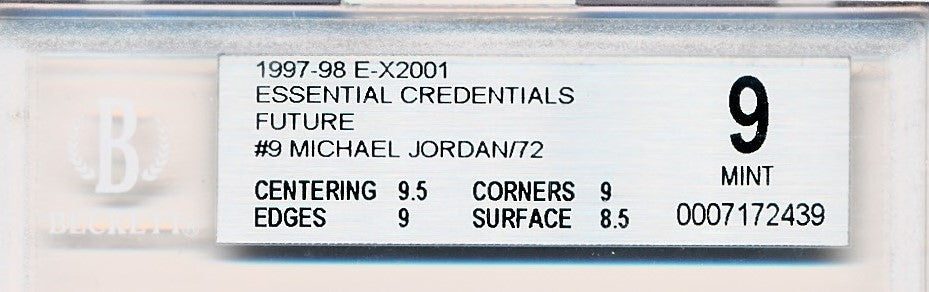 1997-98 E-X2001
ESSENTIAL CREDENTIALS
FUTURE
#9 MICHAEL JORDAN/72
CENTERING 9.5 CORNERS 9
EDGES 9 SURFACE 8.5
9
MINT
0007172439
B
BECKETT®